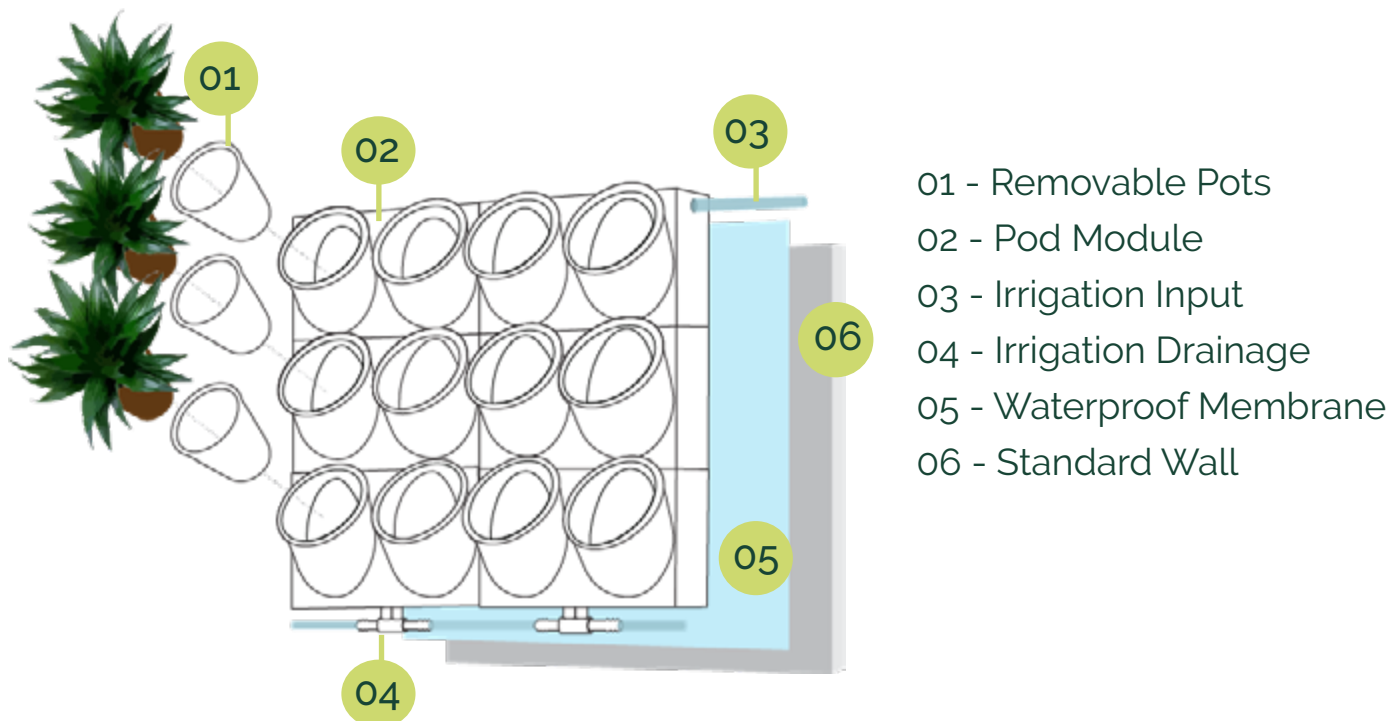 01
02
03
06
05
04
01 - Removable Pots
02 - Pod Module
03 - Irrigation Input
04 - Irrigation Drainage
05 - Waterproof Membrane
06 - Standard Wall